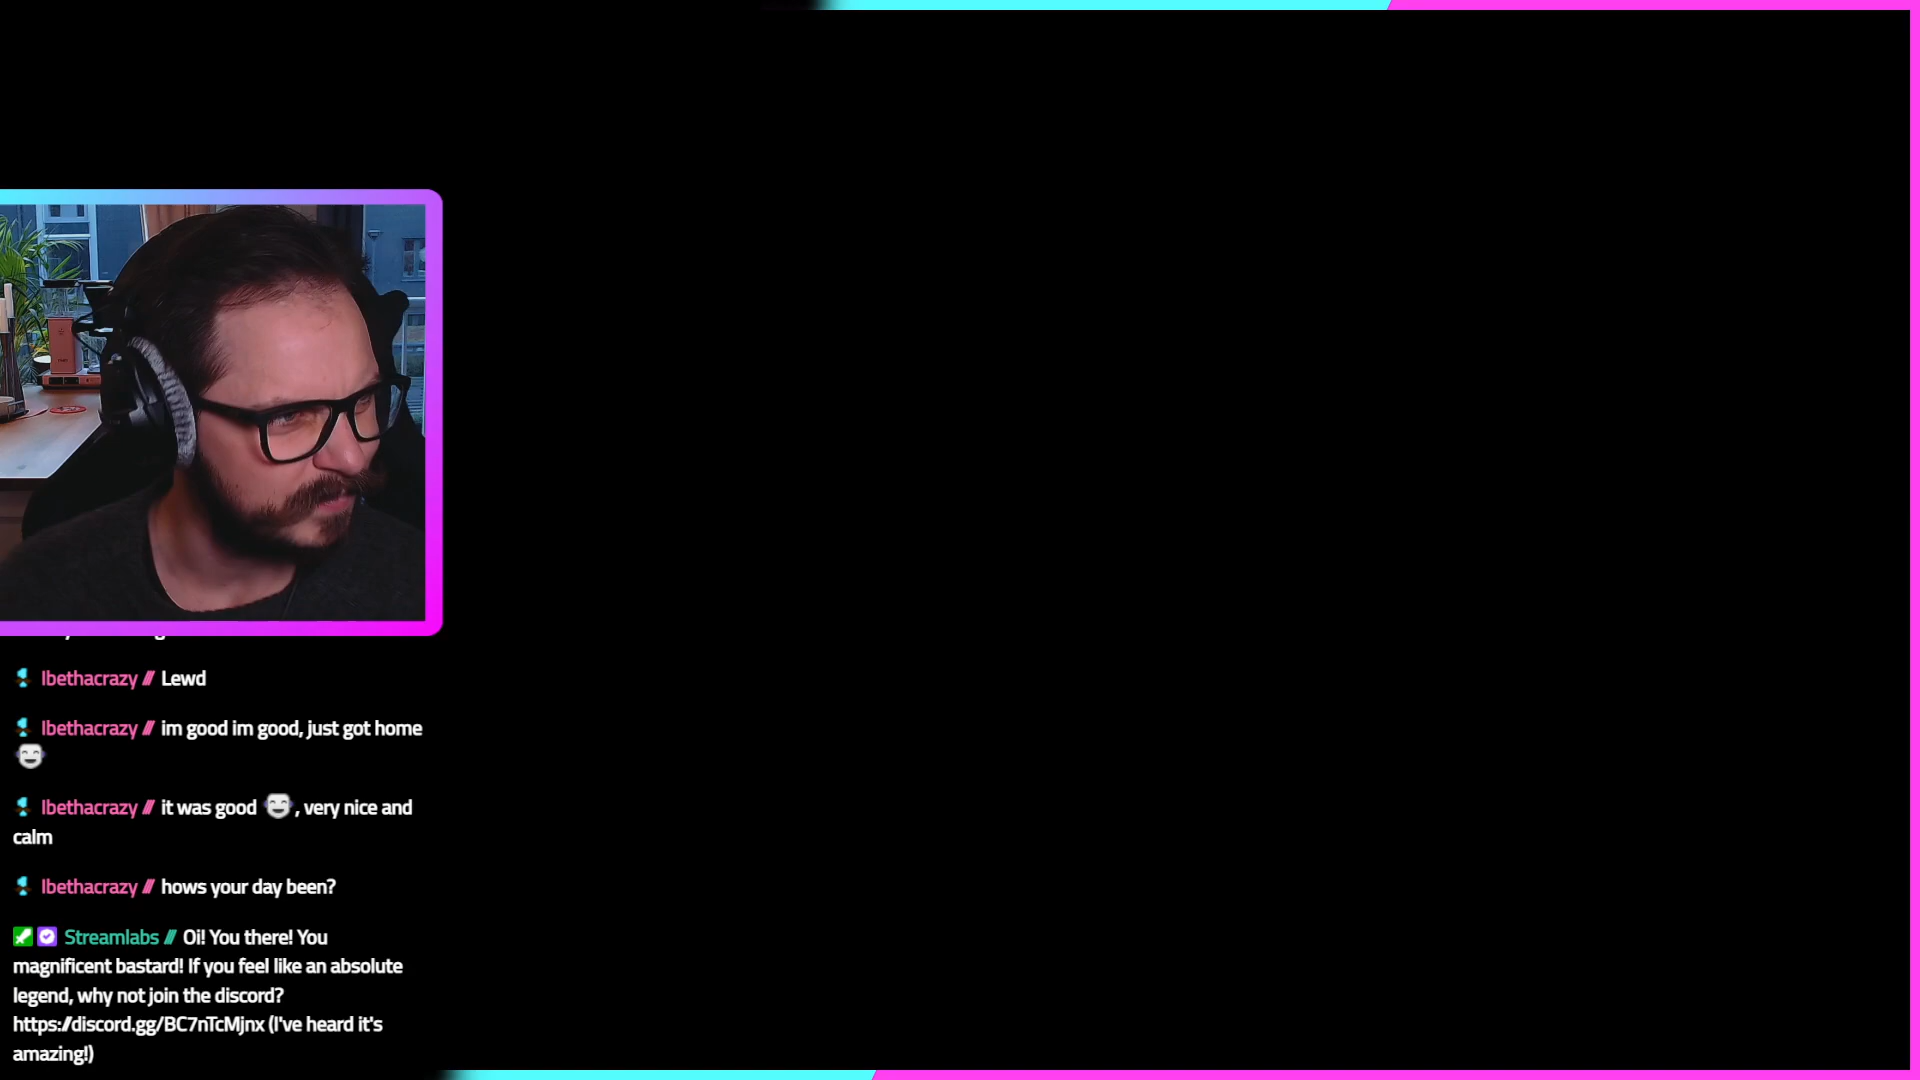 Ibethacrazy // Lewd
Ibethacrazy // im good im good, just got home
Ibethacrazy // it was good , very nice and
calm
Ibethacrazy // hows your day been?
Streamlabs // Oi! You there! You
magnificent bastard! If you feel like an absolute
legend, why not join the discord?
https://discord.gg/BC7nTcMjnx (I've heard it's
amazing!)